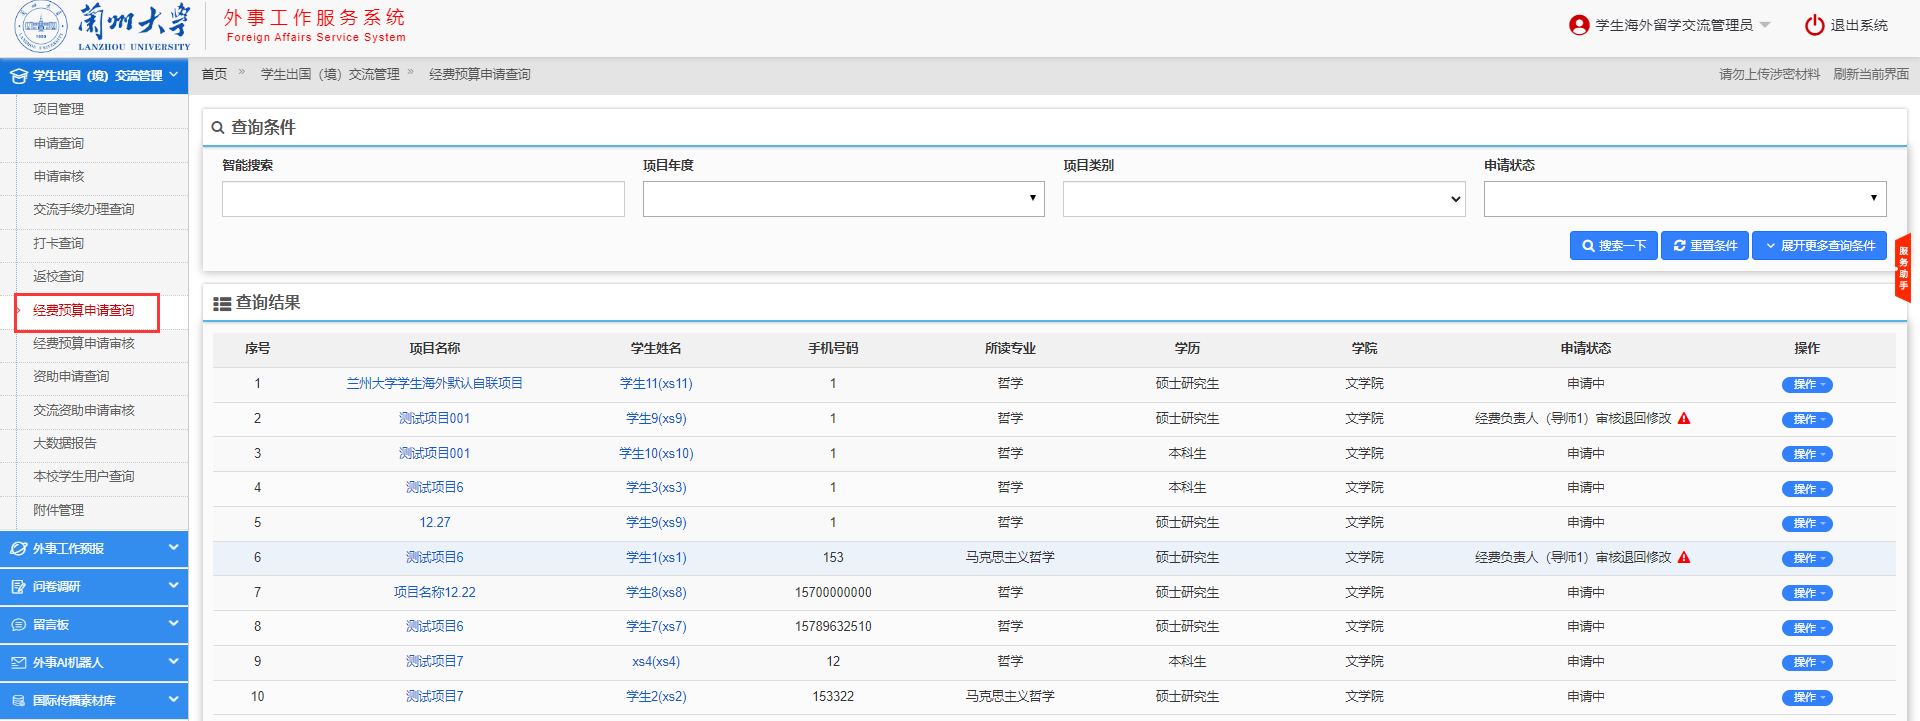 蘭州大学
LANZHOU UNIVERSITY
1909
外事工作服务系统
Foreign Affairs Service System
学生海外留学交流管理员
退出系统
学生出国（境）交流管理
首页 » 学生出国（境）交流管理 » 经费预算申请查询
请勿上传涉密材料 刷新当前界面
项目管理
申请查询
申请审核
交流手续办理查询
打卡查询
返校查询
经费预算申请查询
经费预算申请审核
资助申请查询
交流资助申请审核
大数据报告
本校学生用户查询
附件管理
外事工作预报
问卷调研
留言板
外事AI机器人
国际传播素材库
查询条件
智能搜索 项目年度 项目类别 申请状态
搜索一下 重置条件 展开更多查询条件
服务助手
查询结果
序号 项目名称 学生姓名 手机号码 所读专业 学历 学院 申请状态 操作
1 兰州大学学生海外默认自联项目 学生11(xs11) 1 哲学 硕士研究生 文学院 申请中 操作
2 测试项目001 学生9(xs9) 1 哲学 硕士研究生 文学院 经费负责人（导师1）审核退回修改 操作
3 测试项目001 学生10(xs10) 1 哲学 本科生 文学院 申请中 操作
4 测试项目6 学生3(xs3) 1 哲学 本科生 文学院 申请中 操作
5 12.27 学生9(xs9) 1 哲学 硕士研究生 文学院 申请中 操作
6 测试项目6 学生1(xs1) 153 马克思主义哲学 硕士研究生 文学院 经费负责人（导师1）审核退回修改 操作
7 项目名称12.22 学生8(xs8) 15700000000 哲学 硕士研究生 文学院 申请中 操作
8 测试项目6 学生7(xs7) 15789632510 哲学 硕士研究生 文学院 申请中 操作
9 测试项目7 xs4(xs4) 12 哲学 本科生 文学院 申请中 操作
10 测试项目7 学生2(xs2) 153322 马克思主义哲学 硕士研究生 文学院 申请中 操作